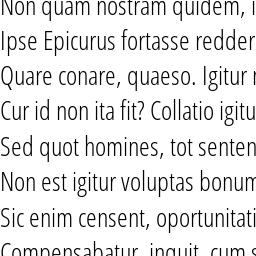 Non quam nostram quidem, i
Ipse Epicurus fortasse redder
Quare conare, quaeso. Igitur
Cur id non ita fit? Collatio igitu
Sed quot homines, tot senten
Non est igitur voluptas bonum
Sic enim censent, oportunitati
Compensabatur, inquit, cum s